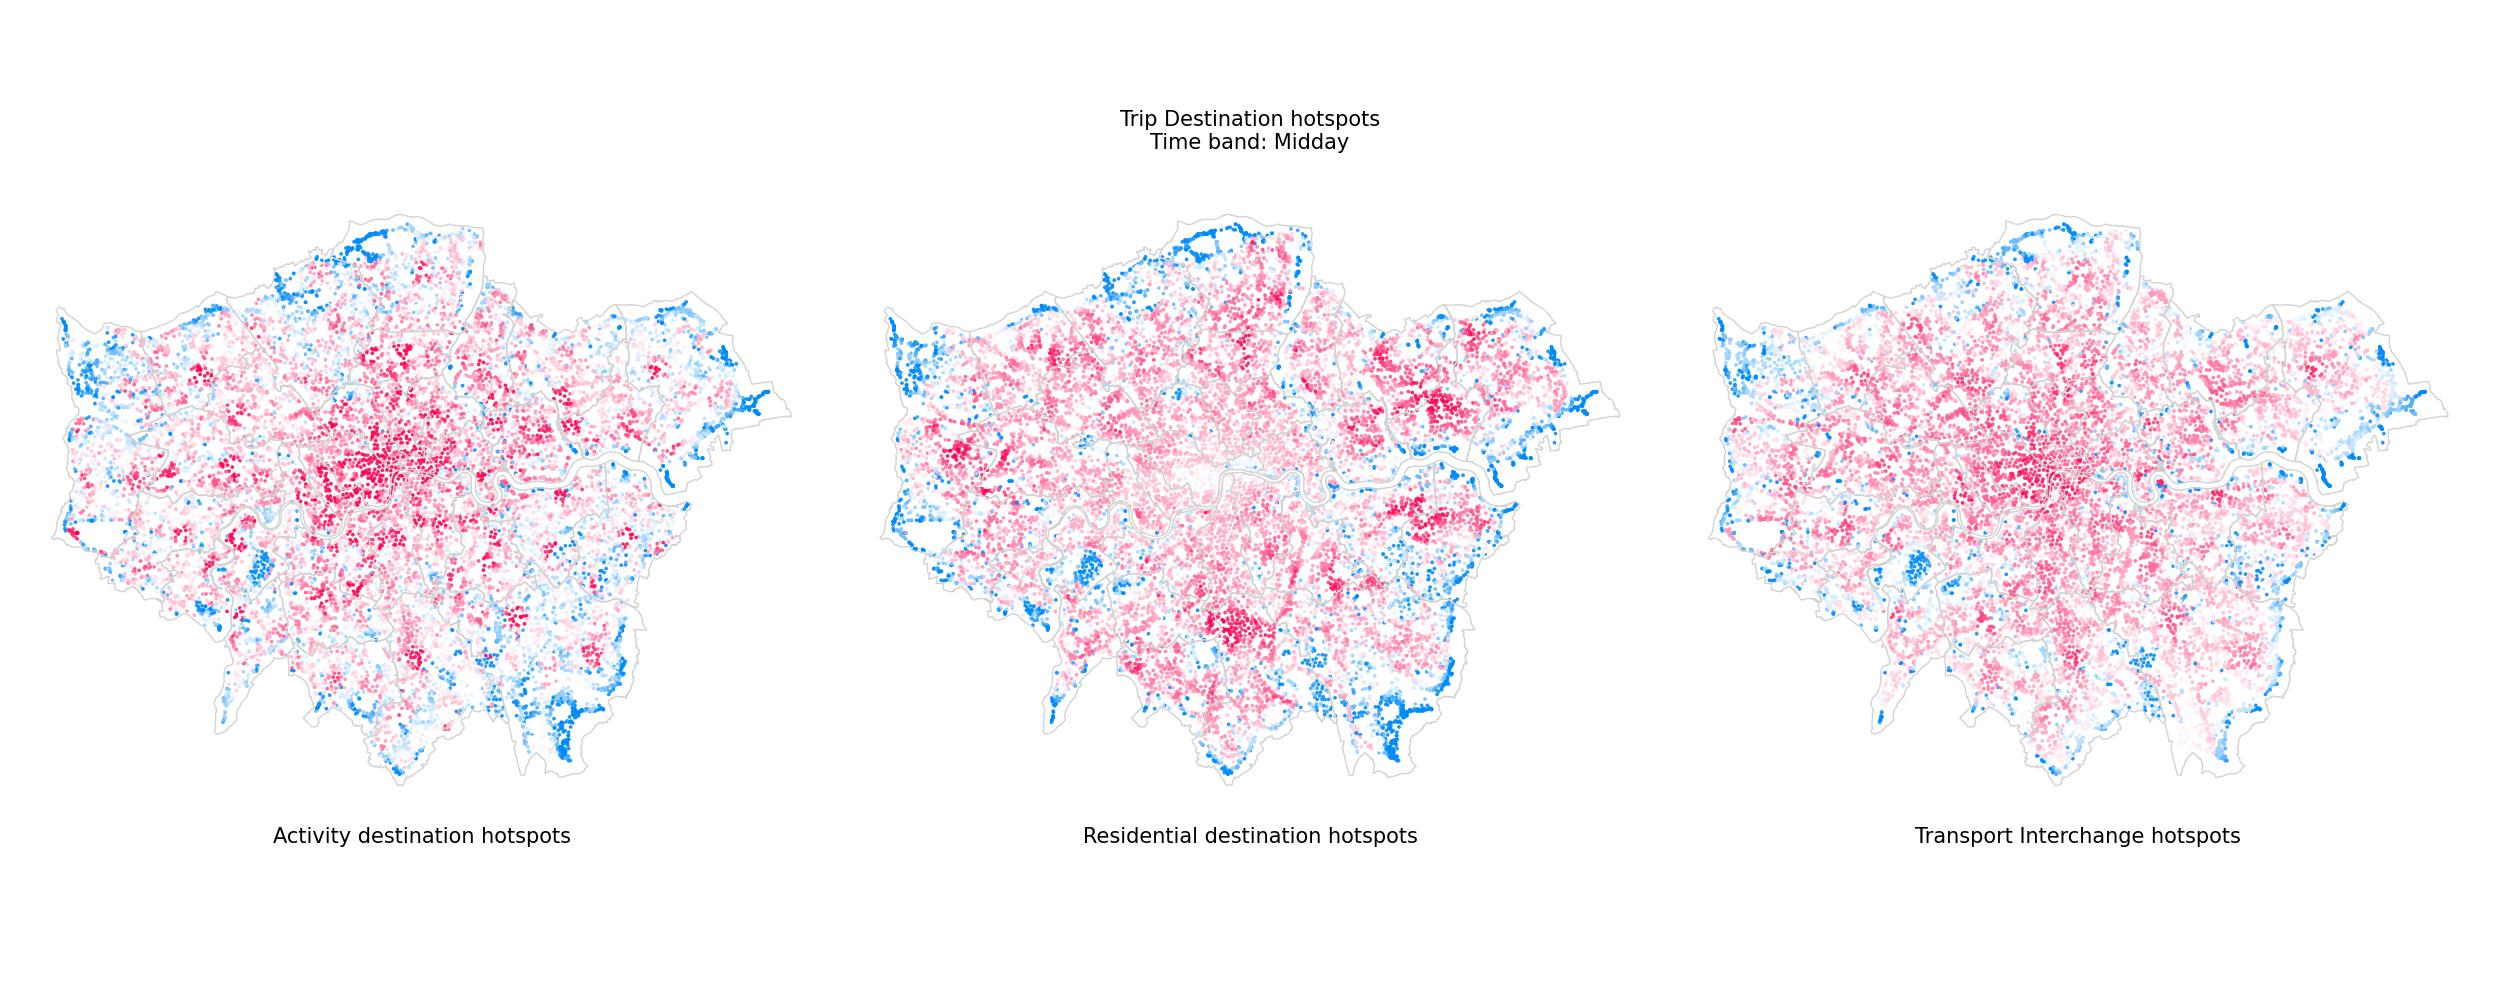 Trip Destination hotspots
Time band: Midday
Activity destination hotspots
Residential destination hotspots
Transport Interchange hotspots